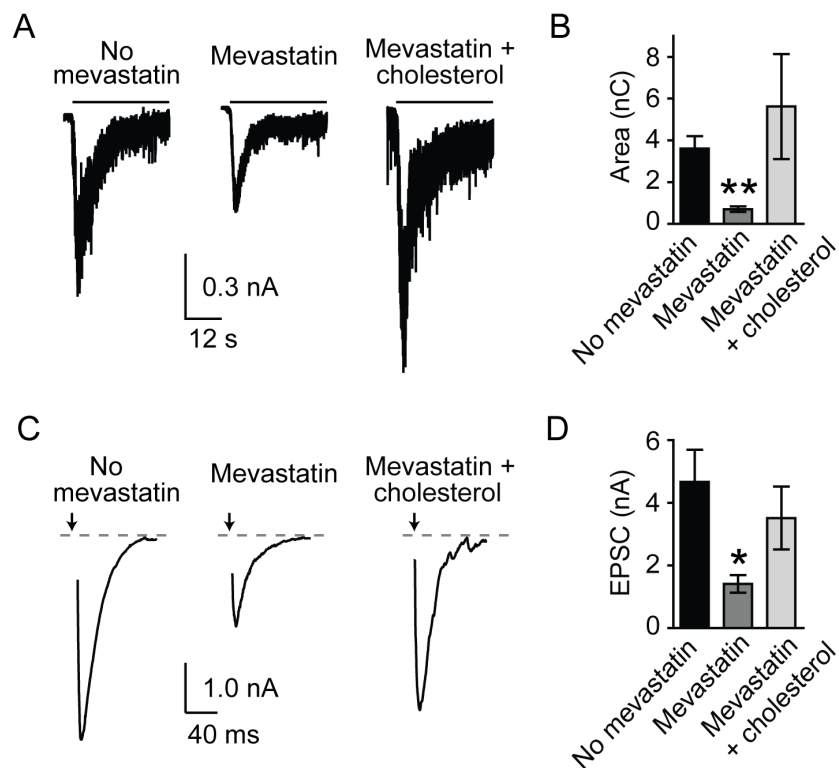 A
No
mevastatin
Mevastatin
Mevastatin +
cholesterol
0.3 nA
12 s
B
Area (nC)
8
6
4
2
0
**
No mevastatin
Mevastatin
Mevastatin
+ cholesterol
C
No
mevastatin
Mevastatin
Mevastatin +
cholesterol
1.0 nA
40 ms
D
EPSC (nA)
6
4
2
0
*
No mevastatin
Mevastatin
Mevastatin
+ cholesterol